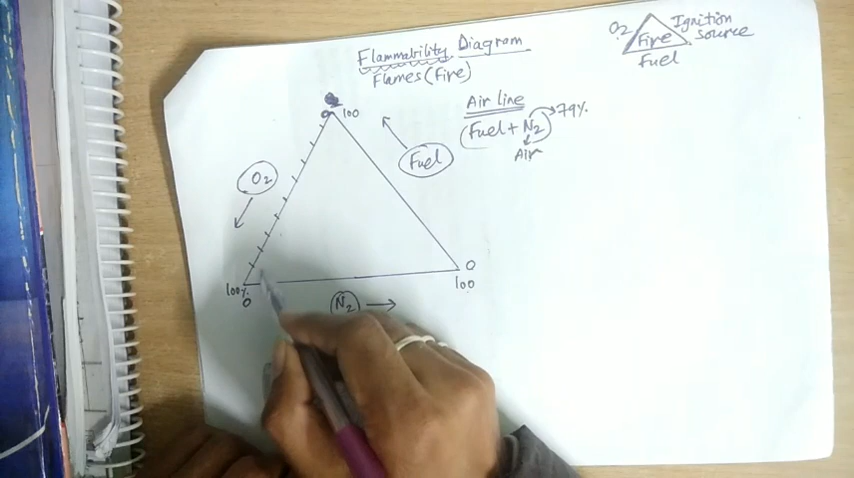 Flammability Diagram
Flames (Fire)
O2
Ignition
source
Fire
Fuel
Air line
(Fuel + N2) → 79%
Air
0
100
O2
Fuel
0
100
100%
0
N2 →